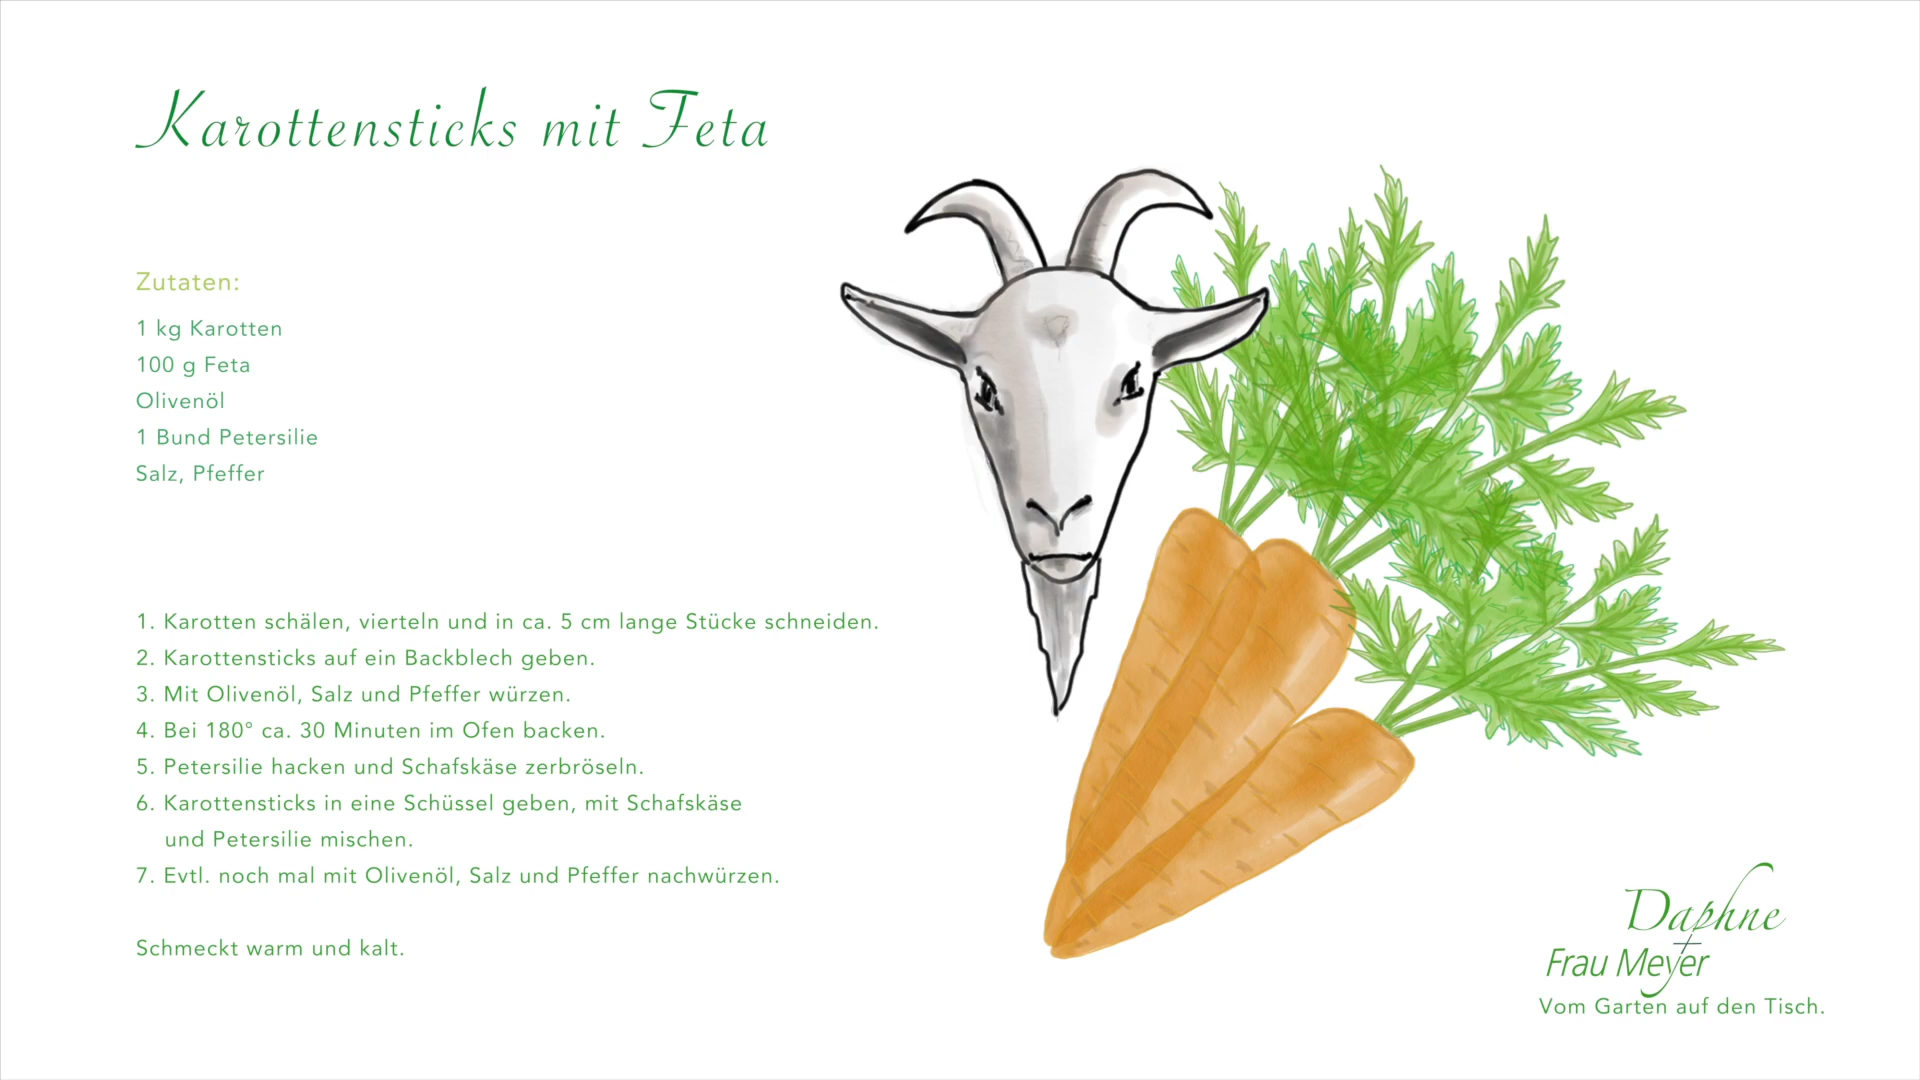 Karottensticks mit Feta
Zutaten:
1 kg Karotten
100 g Feta
Olivenöl
1 Bund Petersilie
Salz, Pfeffer
1. Karotten schälen, vierteln und in ca. 5 cm lange Stücke schneiden.
2. Karottensticks auf ein Backblech geben.
3. Mit Olivenöl, Salz und Pfeffer würzen.
4. Bei 180° ca. 30 Minuten im Ofen backen.
5. Petersilie hacken und Schafskäse zerbröseln.
6. Karottensticks in eine Schüssel geben, mit Schafskäse
und Petersilie mischen.
7. Evtl. noch mal mit Olivenöl, Salz und Pfeffer nachwürzen.
Schmeckt warm und kalt.
Daphne
+
Frau Meyer
Vom Garten auf den Tisch.